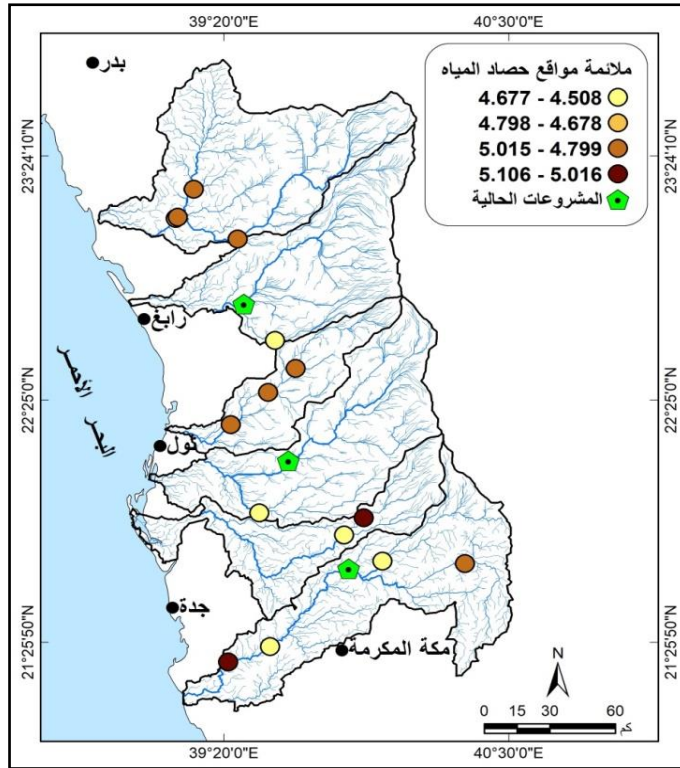 39°20'0"E 40°30'0"E
بدر
ملائمة مواقع حصاد المياه
4.677 - 4.508
4.798 - 4.678
5.015 - 4.799
5.106 - 5.016
المشروعات الحالية
23°24'10"N 23°24'10"N
رابغ
22°25'0"N 22°25'0"N
البحر الأحمر
ثول
جدة
مكة المكرمة
21°25'50"N 21°25'50"N
N
0 15 30 60
كم
39°20'0"E 40°30'0"E